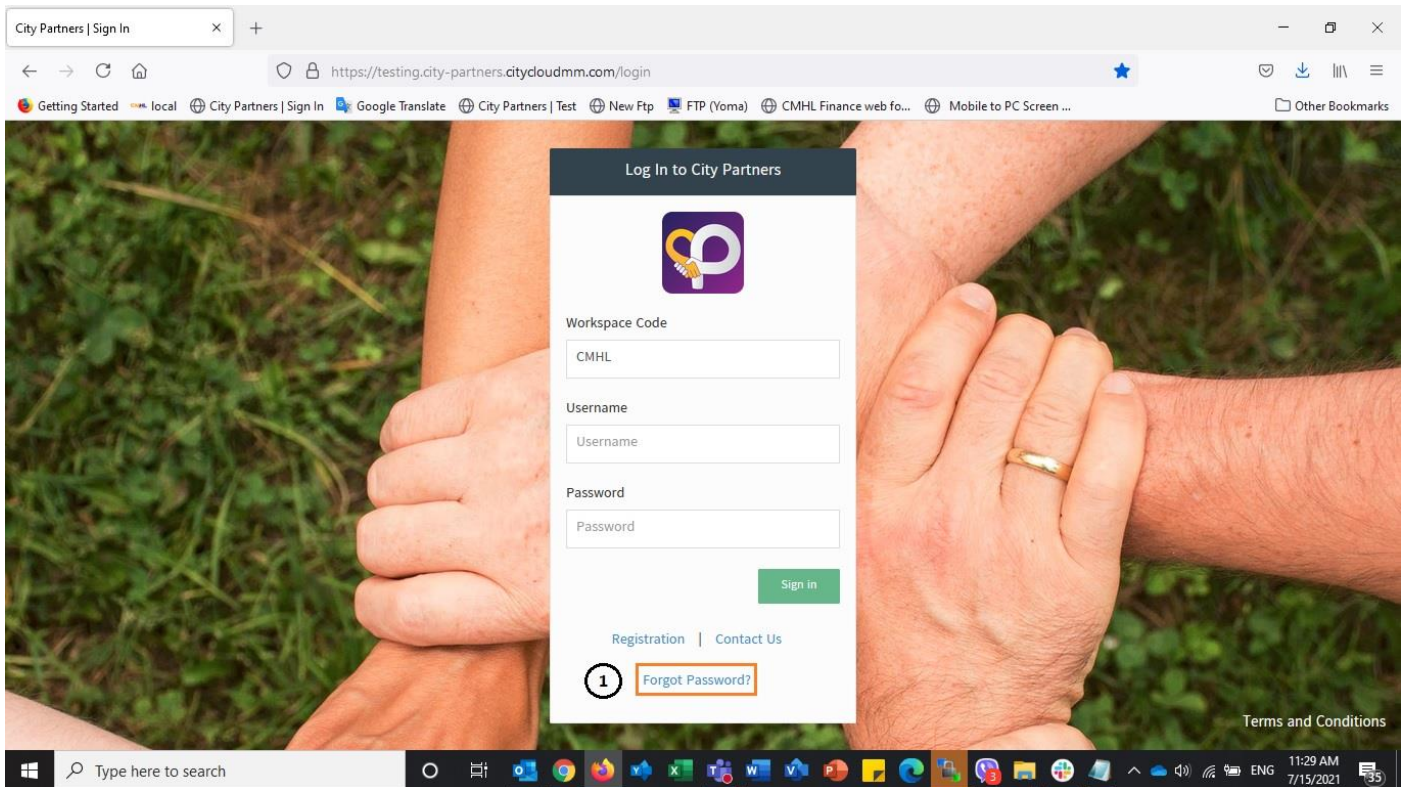 City Partners | Sign In
https://testing.city-partners.citycloudmm.com/login
Getting Started local City Partners | Sign In Google Translate City Partners | Test New Ftp FTP (Yoma) CMHL Finance web fo... Mobile to PC Screen ... Other Bookmarks
Log In to City Partners
Workspace Code
CMHL
Username
Username
Password
Password
Sign in
Registration | Contact Us
1 Forgot Password?
Terms and Conditions
Type here to search
ENG
11:29 AM
7/15/2021
35